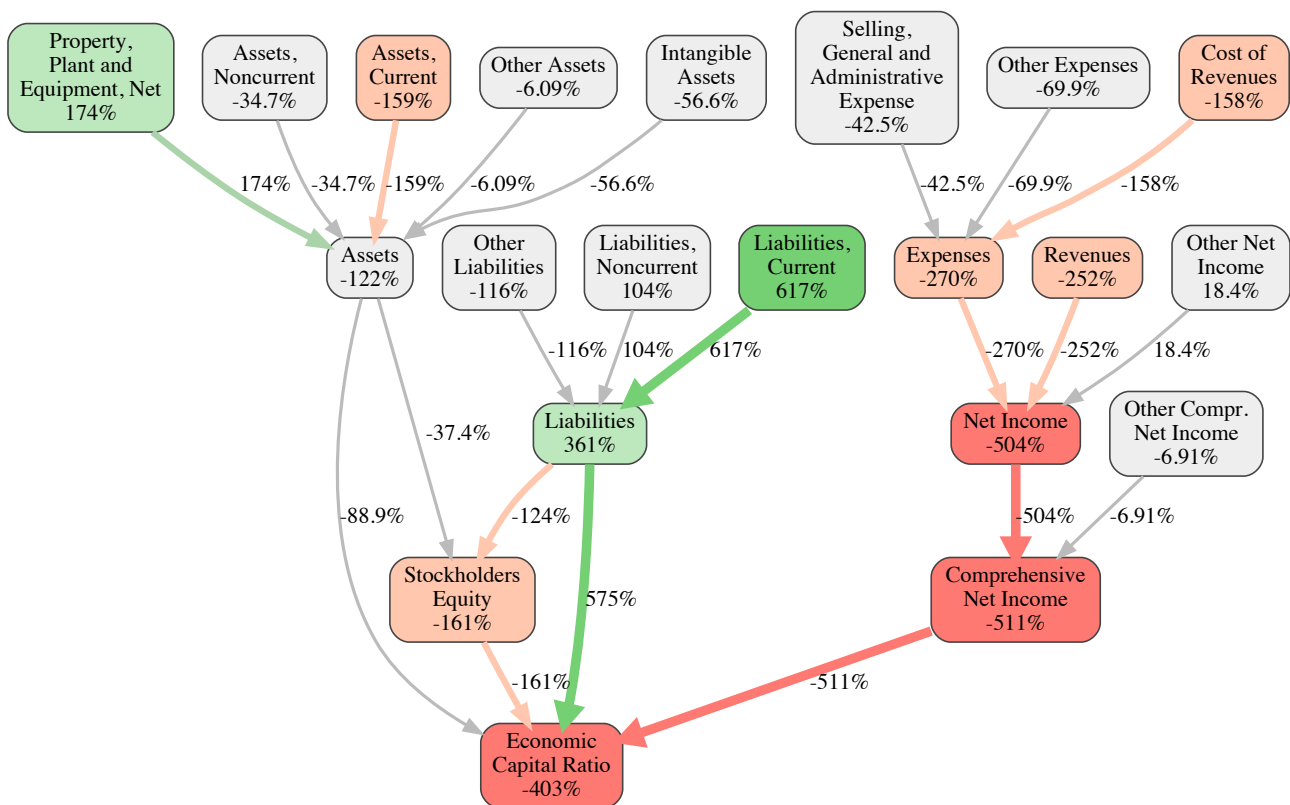 Property,
Plant and
Equipment, Net
174%
Assets,
Noncurrent
-34.7%
Assets,
Current
-159%
Other Assets
-6.09%
Intangible
Assets
-56.6%
Selling,
General and
Administrative
Expense
-42.5%
Other Expenses
-69.9%
Cost of
Revenues
-158%
174%
-34.7%
-159%
-6.09%
-56.6%
-42.5%
-69.9%
-158%
Assets
-122%
Other
Liabilities
-116%
Liabilities,
Noncurrent
104%
Liabilities,
Current
617%
Expenses
-270%
Revenues
-252%
Other Net
Income
18.4%
-116%
104%
617%
-270%
-252%
18.4%
Liabilities
361%
Net Income
-504%
Other Compr.
Net Income
-6.91%
-37.4%
-88.9%
-124%
-504%
-6.91%
Stockholders
Equity
-161%
575%
Comprehensive
Net Income
-511%
-161%
-511%
Economic
Capital Ratio
-403%